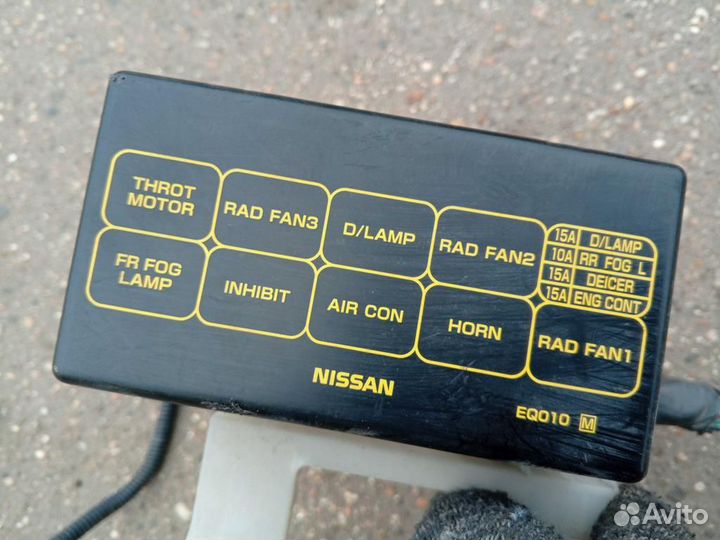 THROT
MOTOR
RAD FAN3
D/LAMP
RAD FAN2
15A D/LAMP
10A RR FOG L
15A DEICER
15A ENG CONT
FR FOG
LAMP
INHIBIT
AIR CON
HORN
RAD FAN1
NISSAN
EQ010 M
Avito